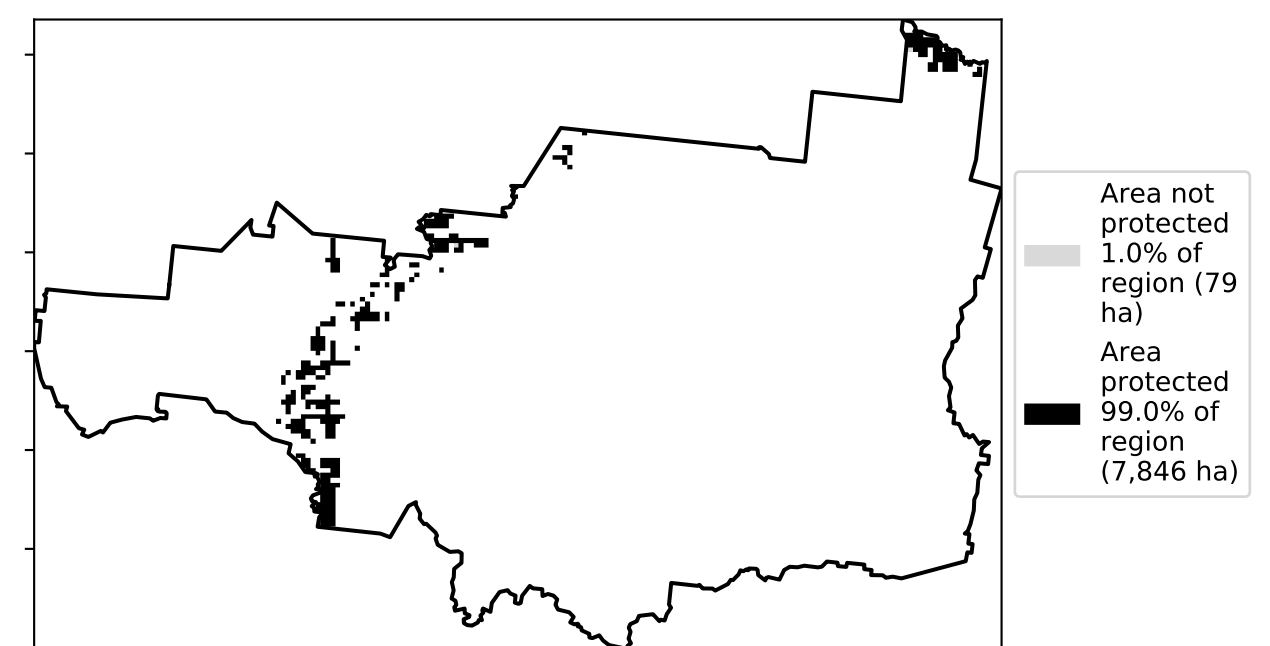 Area not
protected
1.0% of
region (79
ha)
Area
protected
99.0% of
region
(7,846 ha)